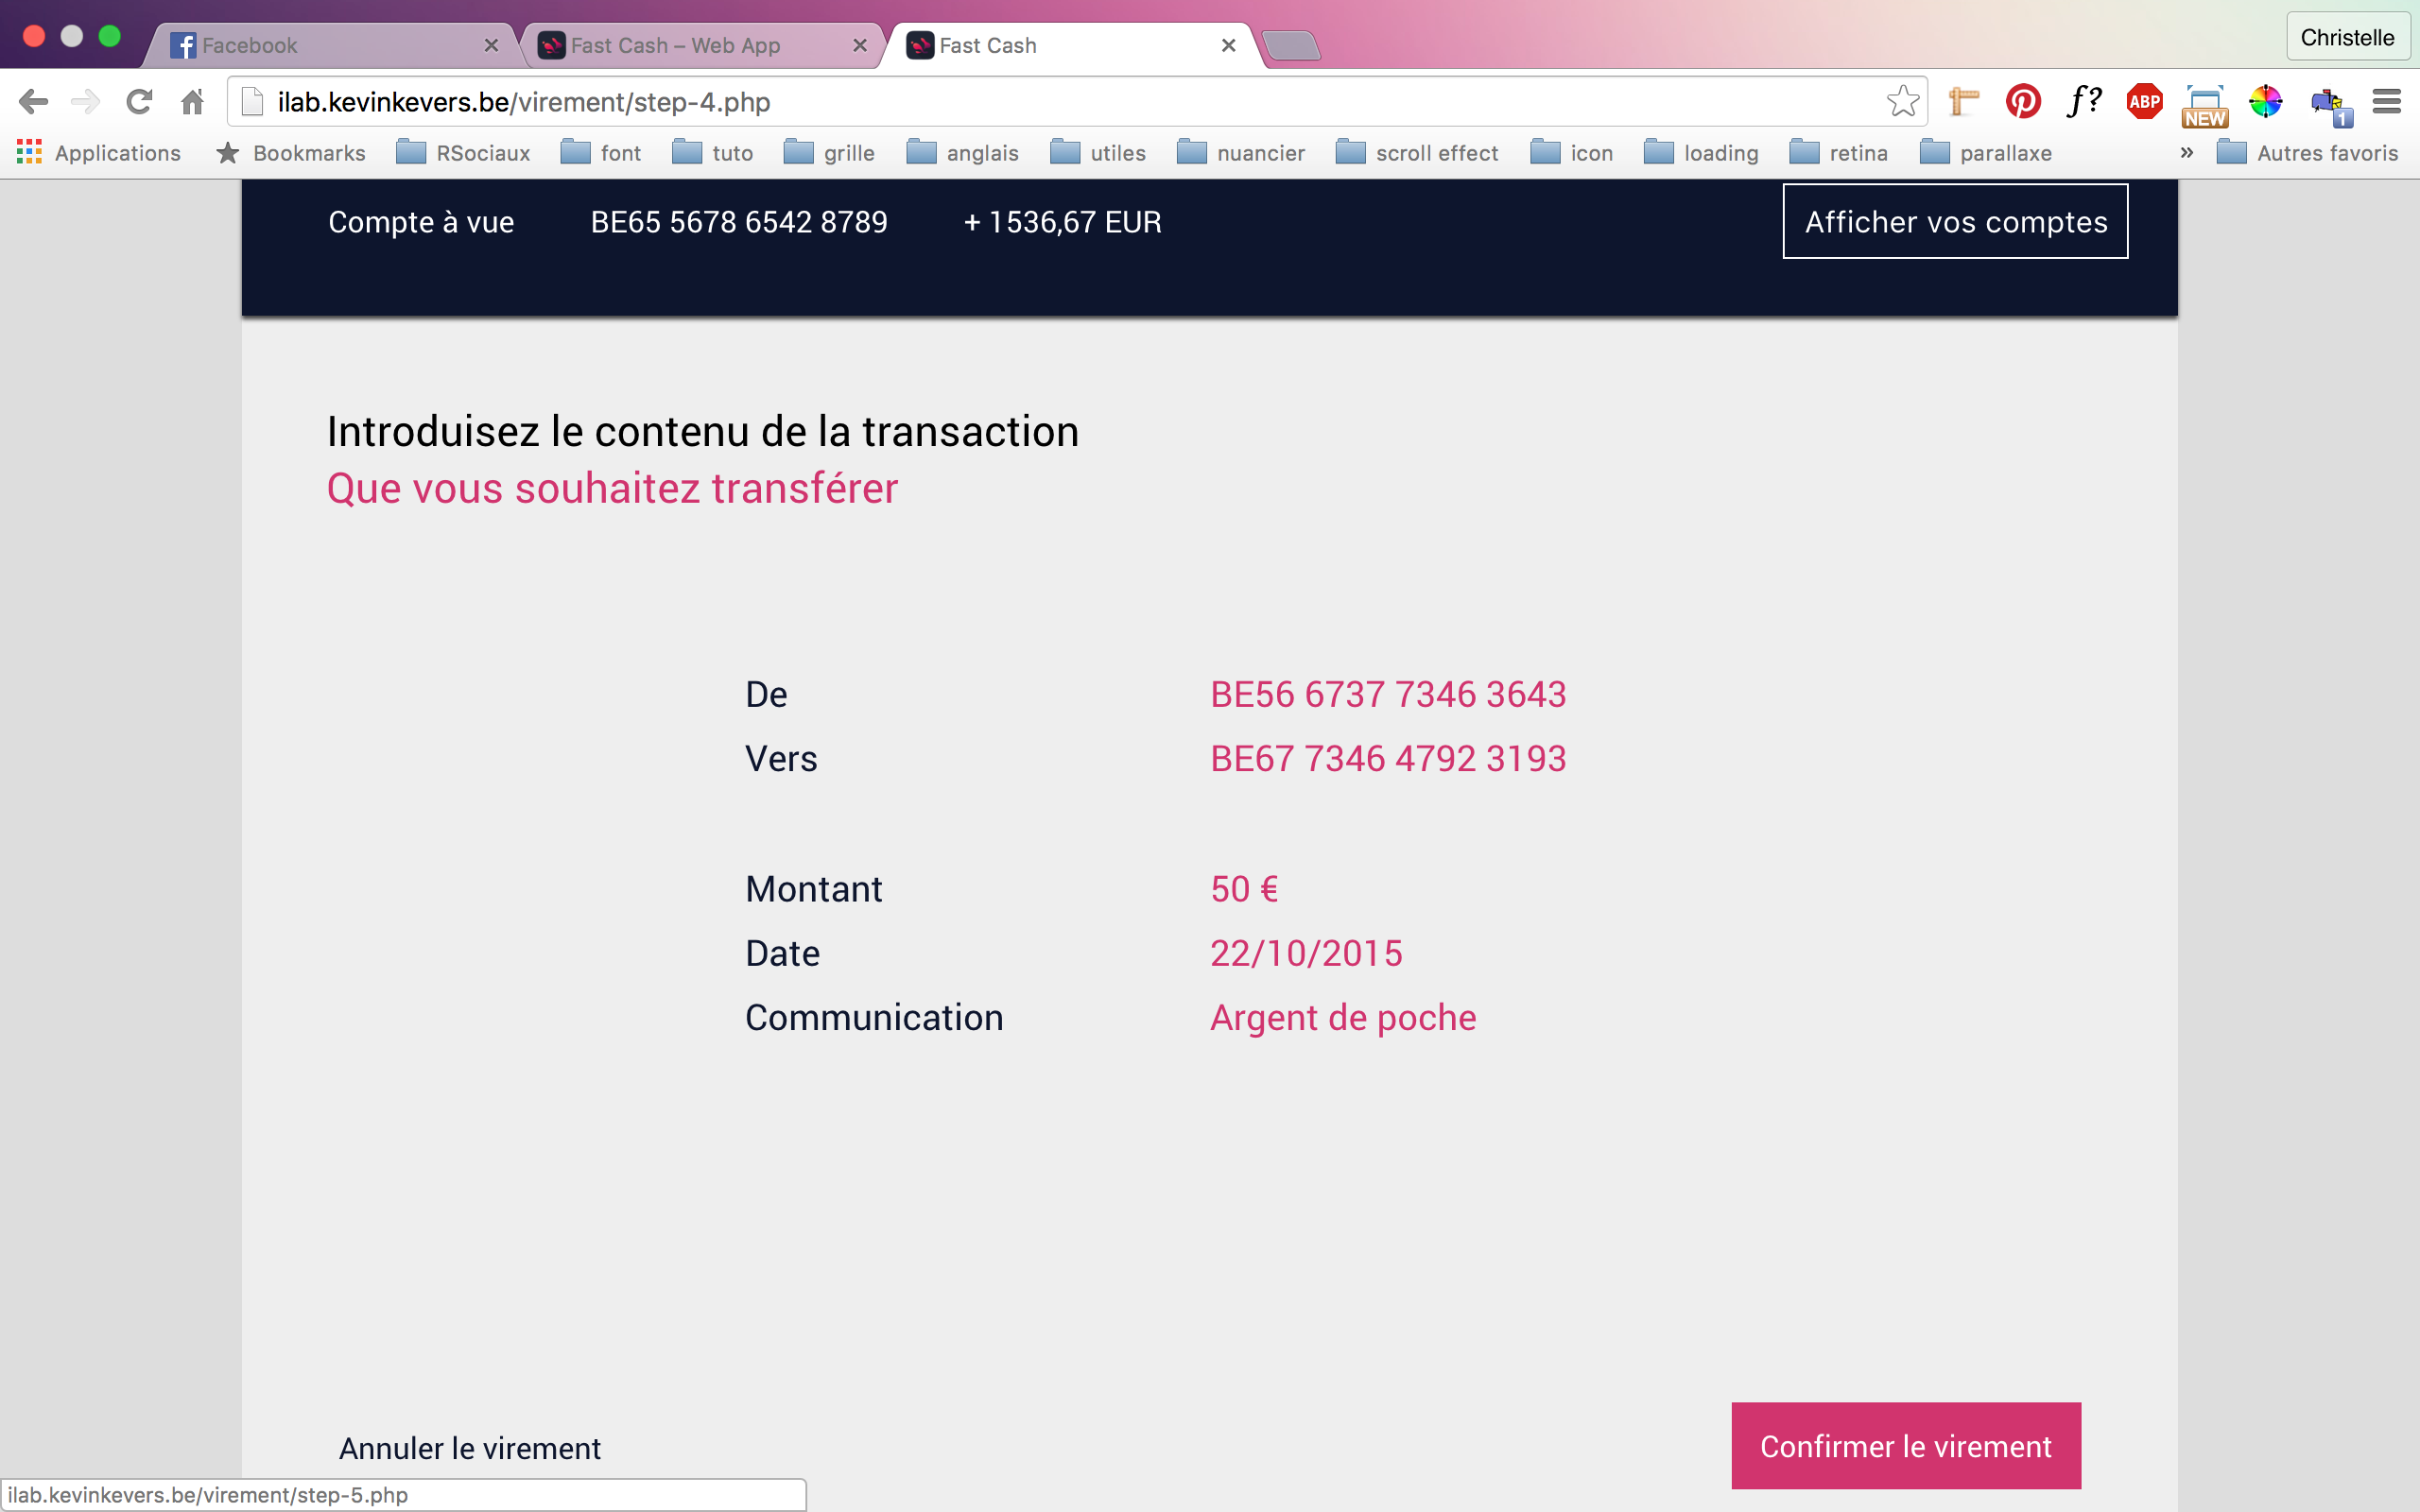 Facebook
Fast Cash – Web App
Fast Cash
Christelle
ilab.kevinkevers.be/virement/step-4.php
f?
ABP
NEW
1
Applications
Bookmarks
RSociaux
font
tuto
grille
anglais
utiles
nuancier
scroll effect
icon
loading
retina
parallaxe
»
Autres favoris
Compte à vue BE65 5678 6542 8789 + 1536,67 EUR
Afficher vos comptes
Introduisez le contenu de la transaction
Que vous souhaitez transférer
De BE56 6737 7346 3643
Vers BE67 7346 4792 3193
Montant 50 €
Date 22/10/2015
Communication Argent de poche
Annuler le virement
Confirmer le virement
ilab.kevinkevers.be/virement/step-5.php